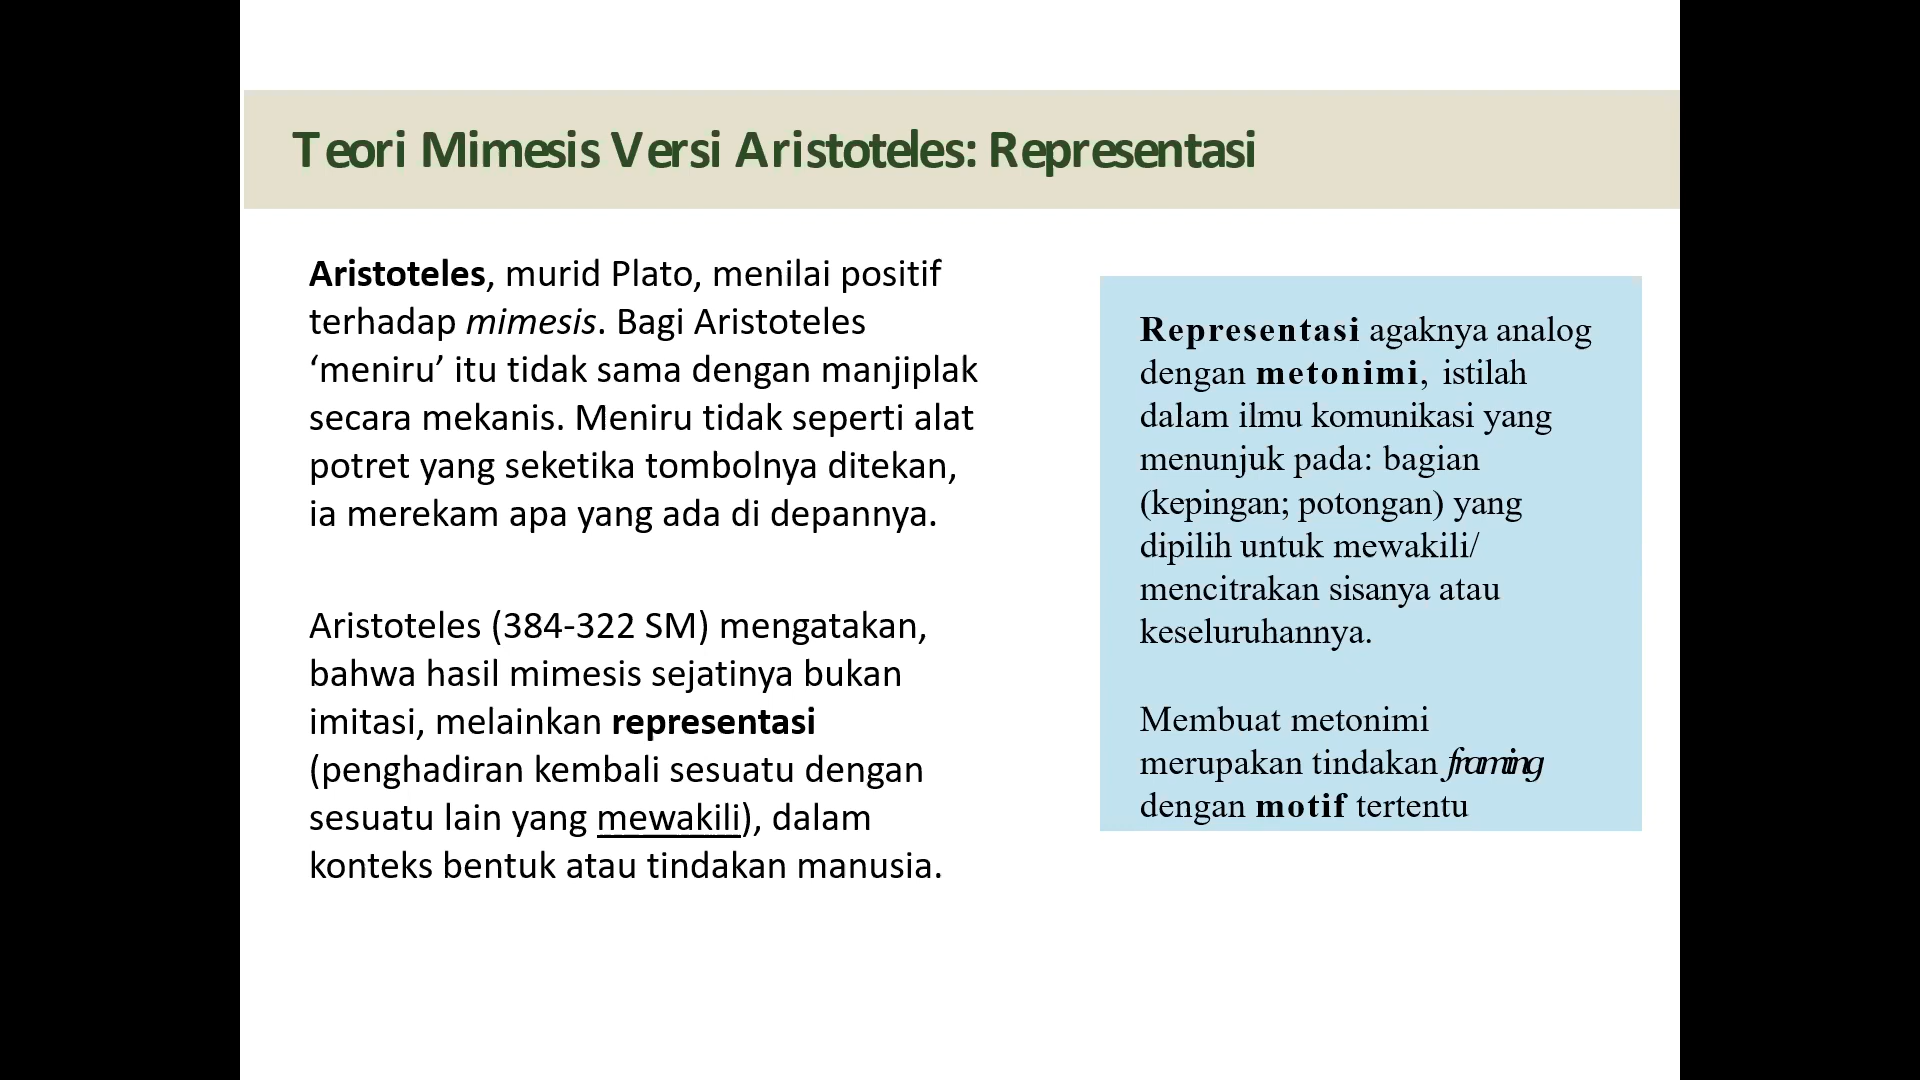 Teori Mimesis Versi Aristoteles: Representasi
Aristoteles, murid Plato, menilai positif
terhadap mimesis. Bagi Aristoteles
‘meniru’ itu tidak sama dengan manjiplak
secara mekanis. Meniru tidak seperti alat
potret yang seketika tombolnya ditekan,
ia merekam apa yang ada di depannya.
Aristoteles (384-322 SM) mengatakan,
bahwa hasil mimesis sejatinya bukan
imitasi, melainkan representasi
(penghadiran kembali sesuatu dengan
sesuatu lain yang mewakili), dalam
konteks bentuk atau tindakan manusia.
Representasi agaknya analog
dengan metonimi, istilah
dalam ilmu komunikasi yang
menunjuk pada: bagian
(kepingan; potongan) yang
dipilih untuk mewakili/
mencitrakan sisanya atau
keseluruhannya.
Membuat metonimi
merupakan tindakan framing
dengan motif tertentu